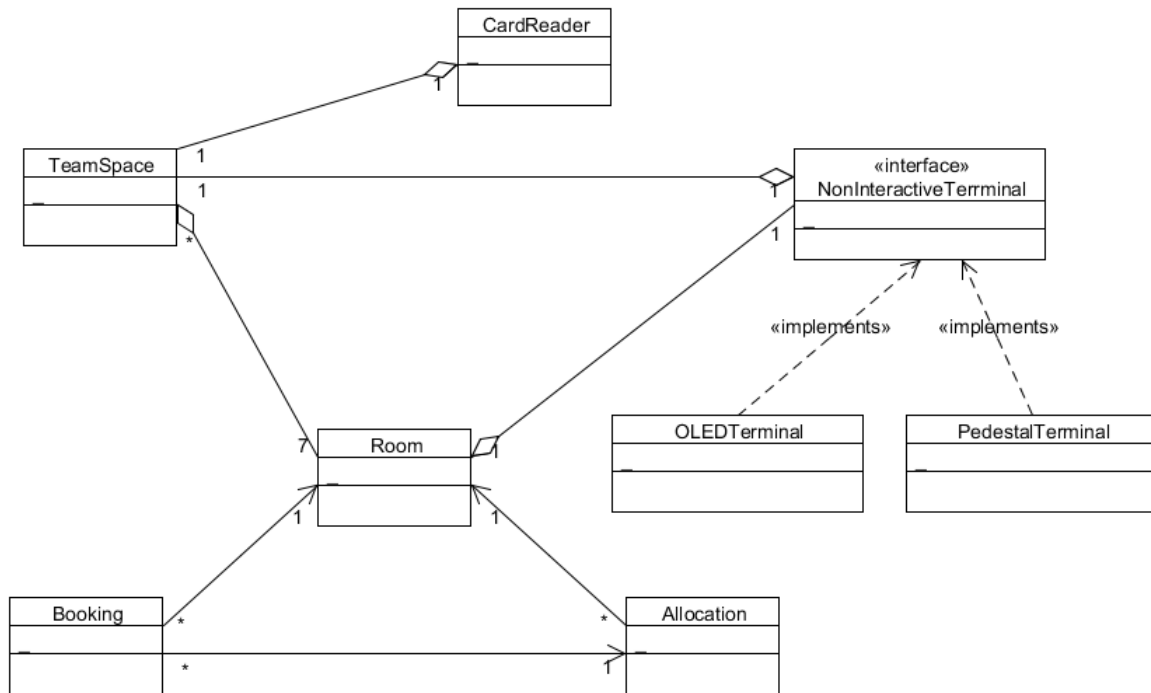 CardReader
_
1
1
TeamSpace
_
1
*
«interface»
NonInteractiveTerrminal
_
1
1
«implements»
«implements»
OLEDTerminal
_
PedestalTerminal
_
7
Room
_
1
1
1
Booking
_
*
*
Allocation
_
*
1